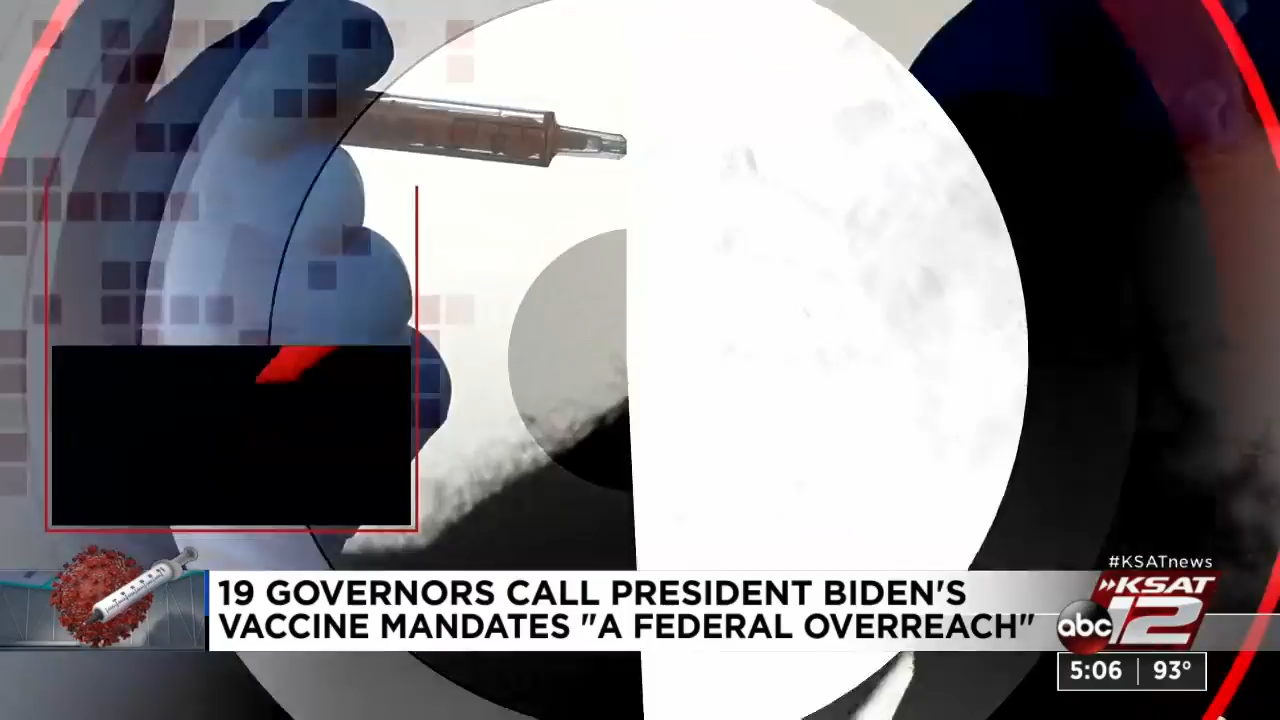 #KSATnews
19 GOVERNORS CALL PRESIDENT BIDEN'S
VACCINE MANDATES "A FEDERAL OVERREACH"
»KSAT
abc 12
5:06 93°